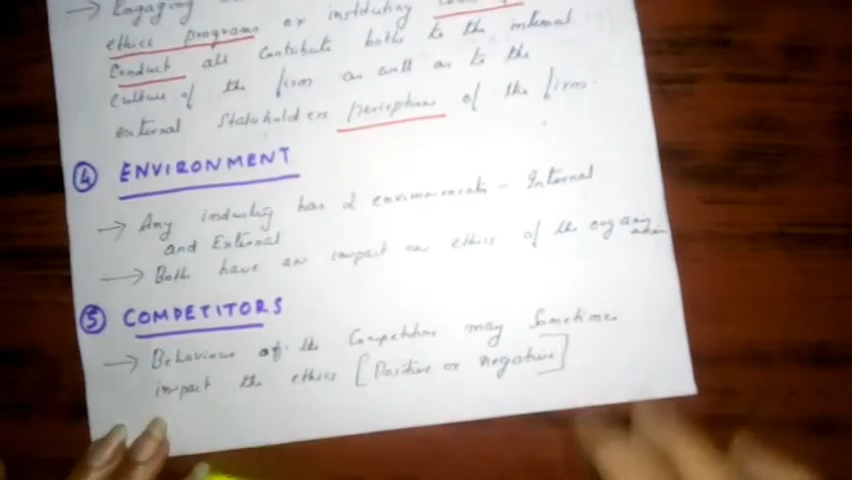 → Engaging or instituting
ethics programs
Conduct all contribute both to the internal
culture of the firm as well as to the
external stakeholders perceptions of the firm.
④ ENVIRONMENT
→ Any industry has 2 environments - Internal
and External
→ Both have an impact on ethics of the organization
⑤ COMPETITORS
→ Behaviour of the Competitors may Sometimes
impact the ethics [Positive or negative]